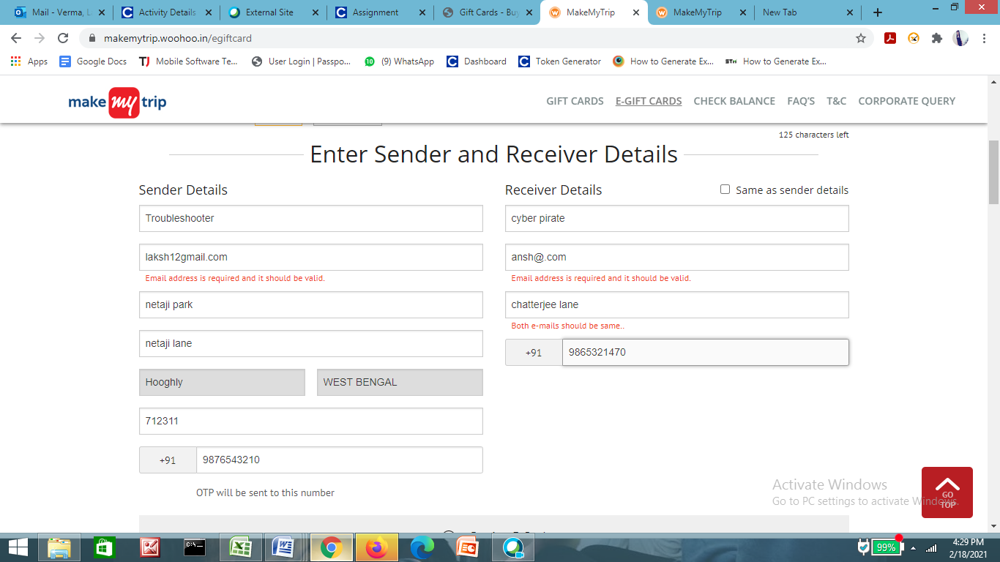 Mail - Verma, L
Activity Details
External Site
Assignment
Gift Cards - Buy
MakeMyTrip
MakeMyTrip
New Tab
makemytrip.woohoo.in/egiftcard
Apps
Google Docs
TJ Mobile Software Te...
User Login | Passpo...
10 (9) WhatsApp
Dashboard
Token Generator
How to Generate Ex...
STH How to Generate Ex...
make my trip
GIFT CARDS
E-GIFT CARDS
CHECK BALANCE
FAQ'S
T&C
CORPORATE QUERY
125 characters left
Enter Sender and Receiver Details
Sender Details
Troubleshooter
laksh12gmail.com
Email address is required and it should be valid.
netaji park
netaji lane
Hooghly
WEST BENGAL
712311
+91 9876543210
OTP will be sent to this number
Receiver Details
Same as sender details
cyber pirate
ansh@.com
Email address is required and it should be valid.
chatterjee lane
Both e-mails should be same..
+91 9865321470
Activate Windows
Go to PC settings to activate Windows.
GO
TOP
99%
4:29 PM
2/18/2021